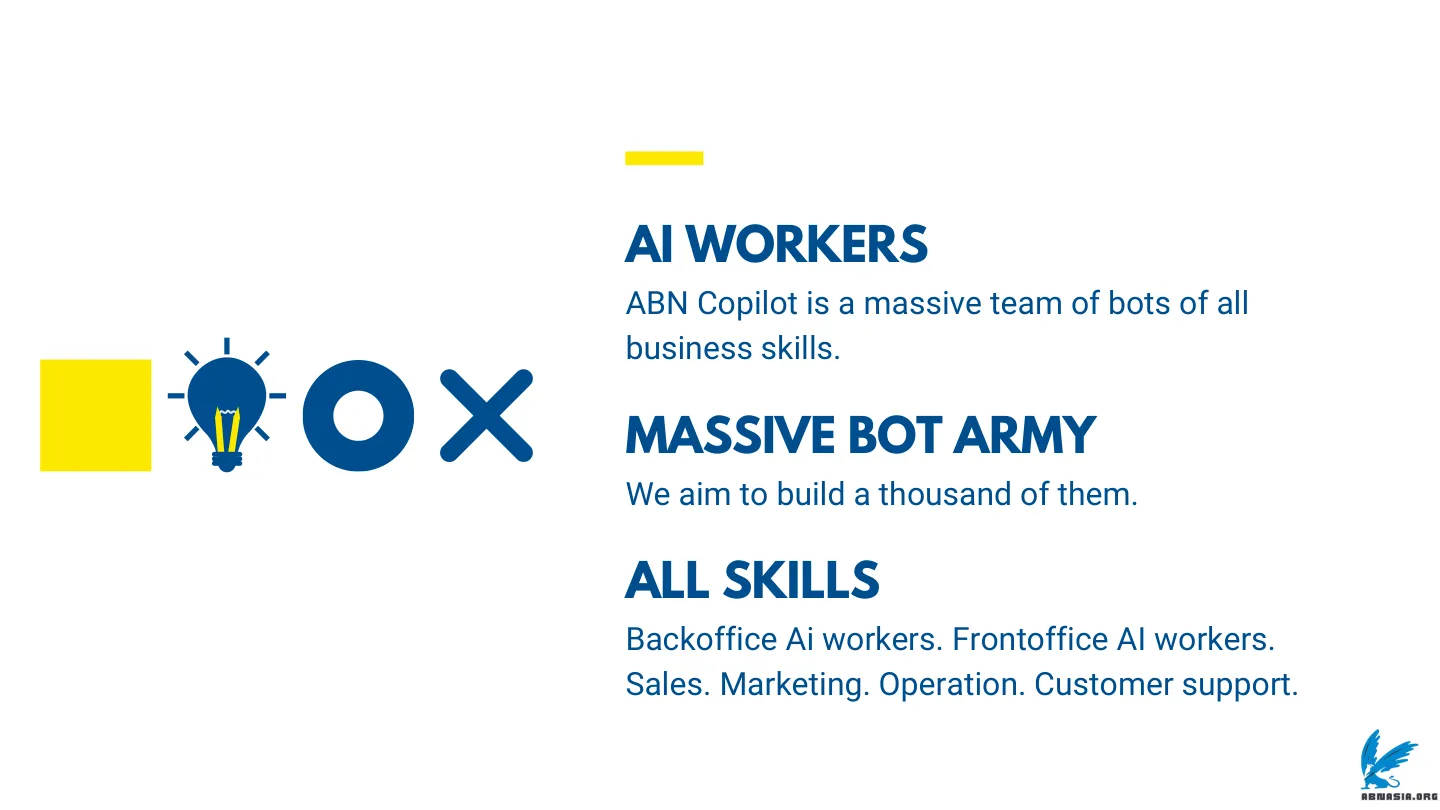 AI WORKERS
ABN Copilot is a massive team of bots of all
business skills.
MASSIVE BOT ARMY
We aim to build a thousand of them.
ALL SKILLS
Backoffice Ai workers. Frontoffice AI workers.
Sales. Marketing. Operation. Customer support.
ABNASIA.ORG